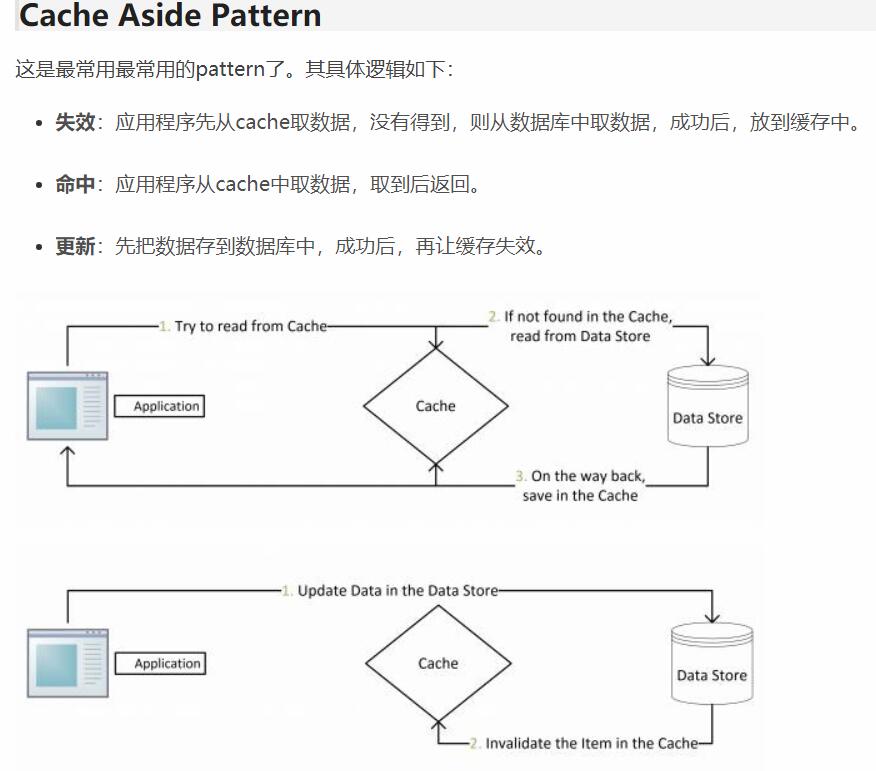 Cache Aside Pattern
这是最常用最常用的pattern了。其具体逻辑如下：
失效：应用程序先从cache取数据，没有得到，则从数据库中取数据，成功后，放到缓存中。
命中：应用程序从cache中取数据，取到后返回。
更新：先把数据存到数据库中，成功后，再让缓存失效。
1. Try to read from Cache
2. If not found in the Cache,
read from Data Store
Application
Cache
Data Store
3. On the way back,
save in the Cache
1. Update Data in the Data Store
Application
Cache
Data Store
2. Invalidate the Item in the Cache